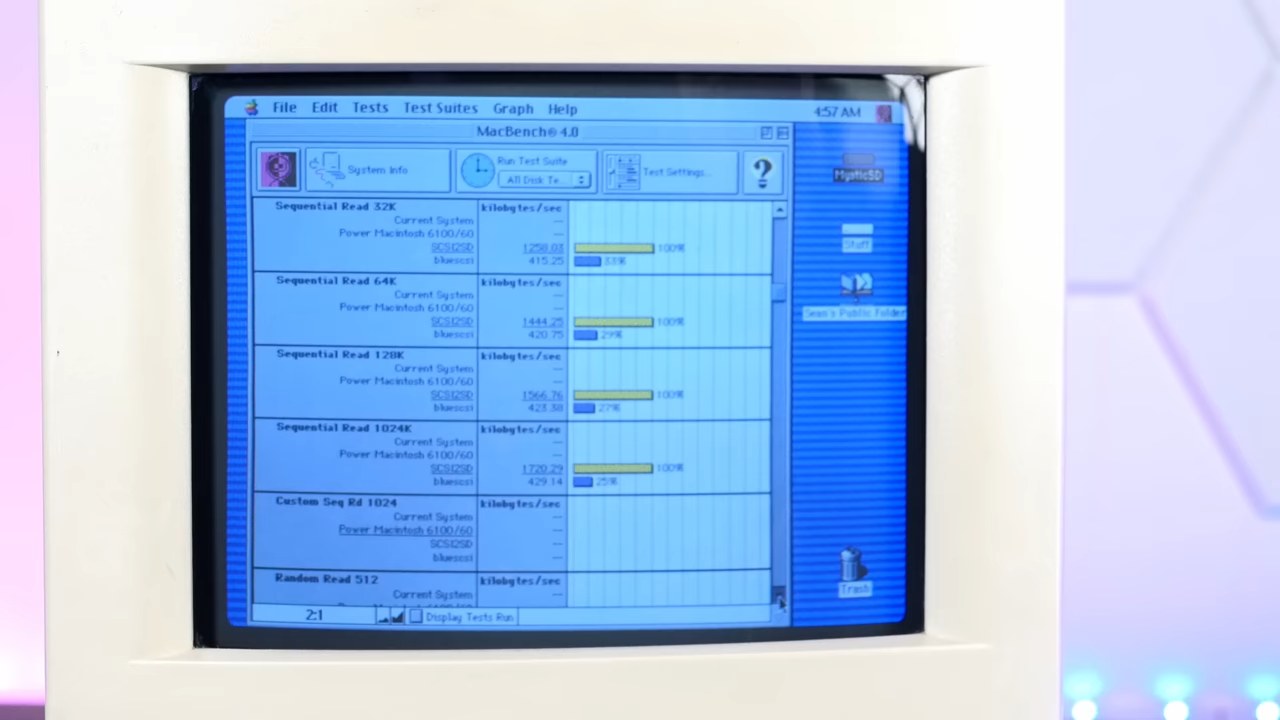 File Edit Tests Test Suites Graph Help 4:57 AM
MacBench® 4.0
System Info
Run Test Suite
All Disk Te...
Test Settings...
?
MysticSD
Stuff
Sean's Public Folder
Trash
Sequential Read 32K kilobytes/sec
Current System ---
Power Macintosh 6100/60 ---
SCSI2SD 1258.03 100%
bluescsi 415.25 33%
Sequential Read 64K kilobytes/sec
Current System ---
Power Macintosh 6100/60 ---
SCSI2SD 1444.25 100%
bluescsi 420.75 29%
Sequential Read 128K kilobytes/sec
Current System ---
Power Macintosh 6100/60 ---
SCSI2SD 1566.76 100%
bluescsi 423.38 27%
Sequential Read 1024K kilobytes/sec
Current System ---
Power Macintosh 6100/60 ---
SCSI2SD 1720.29 100%
bluescsi 429.14 25%
Custom Seq Rd 1024 kilobytes/sec
Current System ---
Power Macintosh 6100/60 ---
SCSI2SD ---
bluescsi ---
Random Read 512 kilobytes/sec
Current System ---
2:1
Display Tests Run